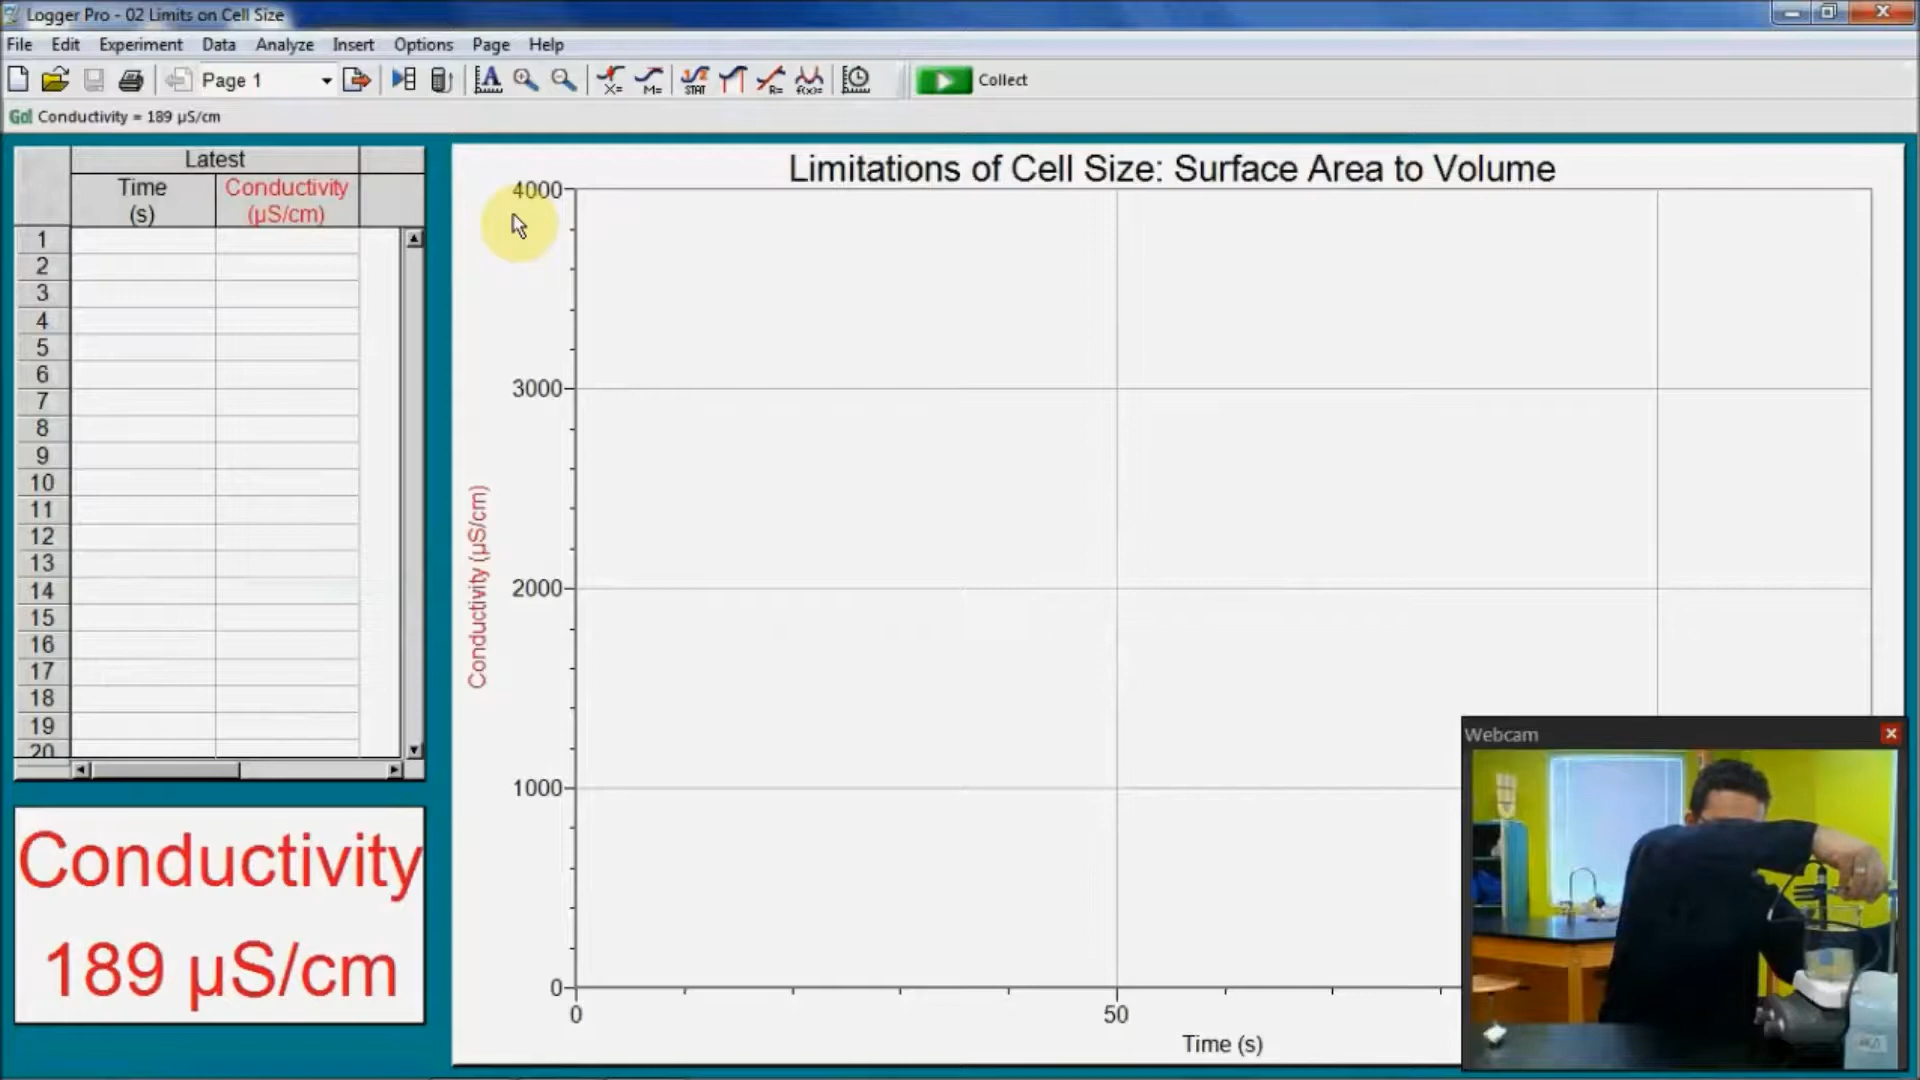 Logger Pro - 02 Limits on Cell Size
File Edit Experiment Data Analyze Insert Options Page Help
Page 1 X= M= STAT R= f(x)= Collect
Go! Conductivity = 189 µS/cm
Latest
Time (s)
Conductivity (µS/cm)
1
2
3
4
5
6
7
8
9
10
11
12
13
14
15
16
17
18
19
20
Conductivity
189 µS/cm
Limitations of Cell Size: Surface Area to Volume
4000
3000
2000
1000
0
Conductivity (µS/cm)
0 50
Time (s)
Webcam